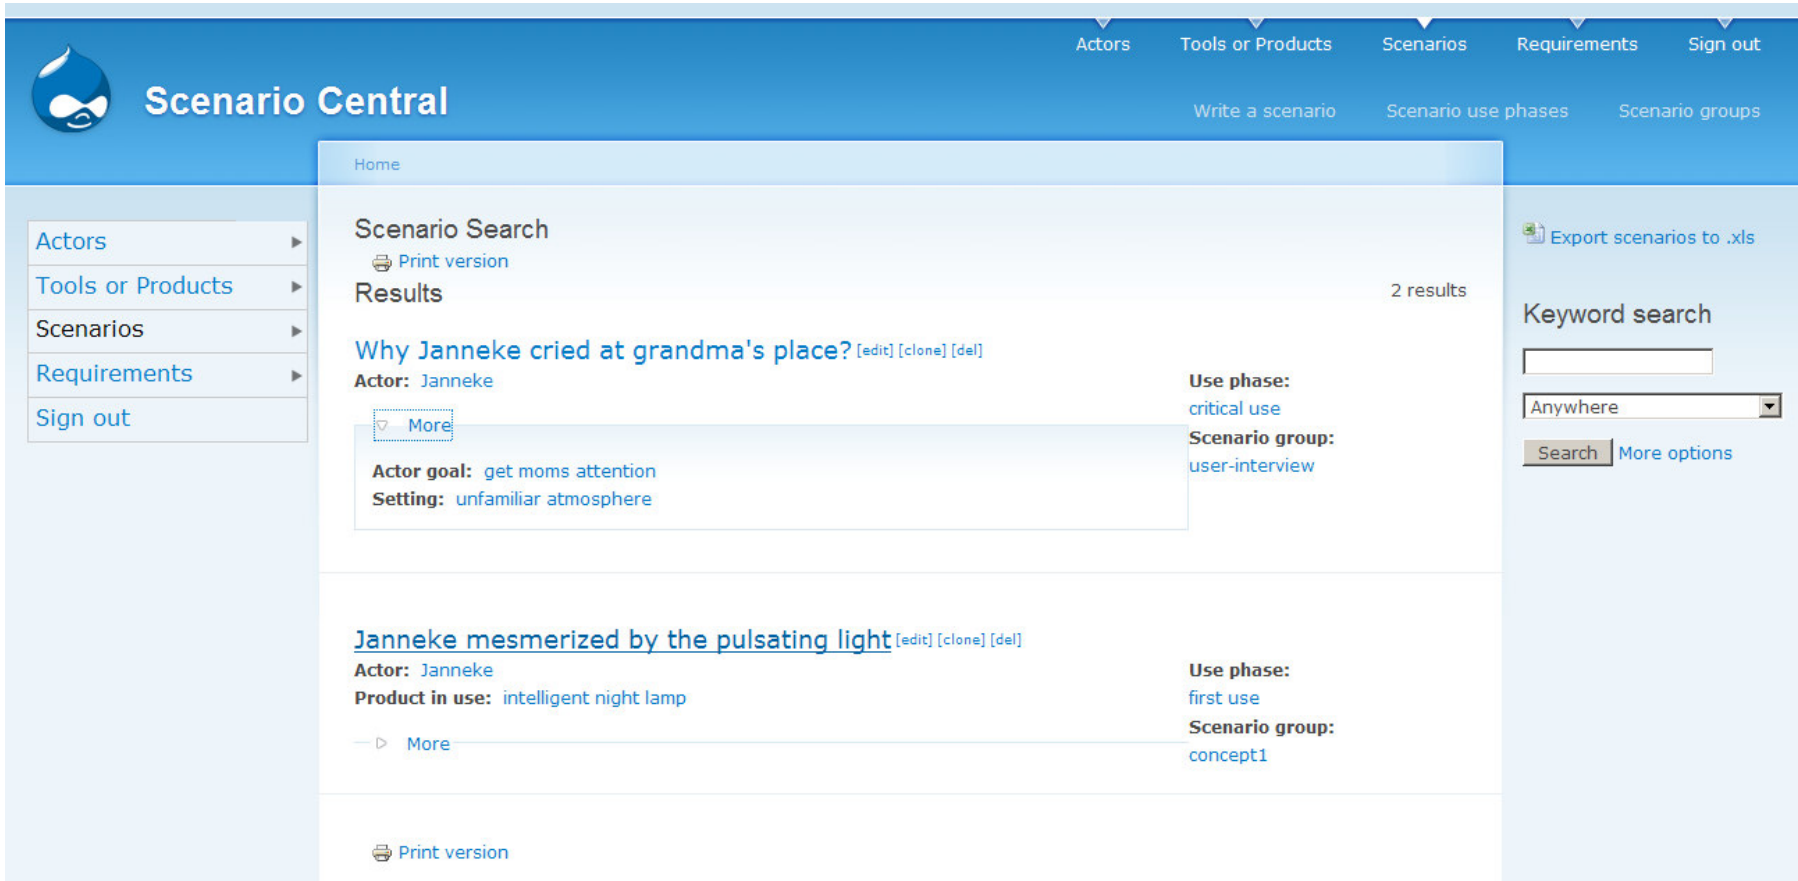 Actors Tools or Products Scenarios Requirements Sign out
Scenario Central
Write a scenario Scenario use phases Scenario groups
Home
Actors
Tools or Products
Scenarios
Requirements
Sign out
Scenario Search
Print version
Results
2 results
Why Janneke cried at grandma's place? [edit] [clone] [del]
Actor: Janneke
More
Actor goal: get moms attention
Setting: unfamiliar atmosphere
Use phase:
critical use
Scenario group:
user-interview
Janneke mesmerized by the pulsating light [edit] [clone] [del]
Actor: Janneke
Product in use: intelligent night lamp
More
Use phase:
first use
Scenario group:
concept1
Print version
Export scenarios to .xls
Keyword search
Anywhere
Search More options